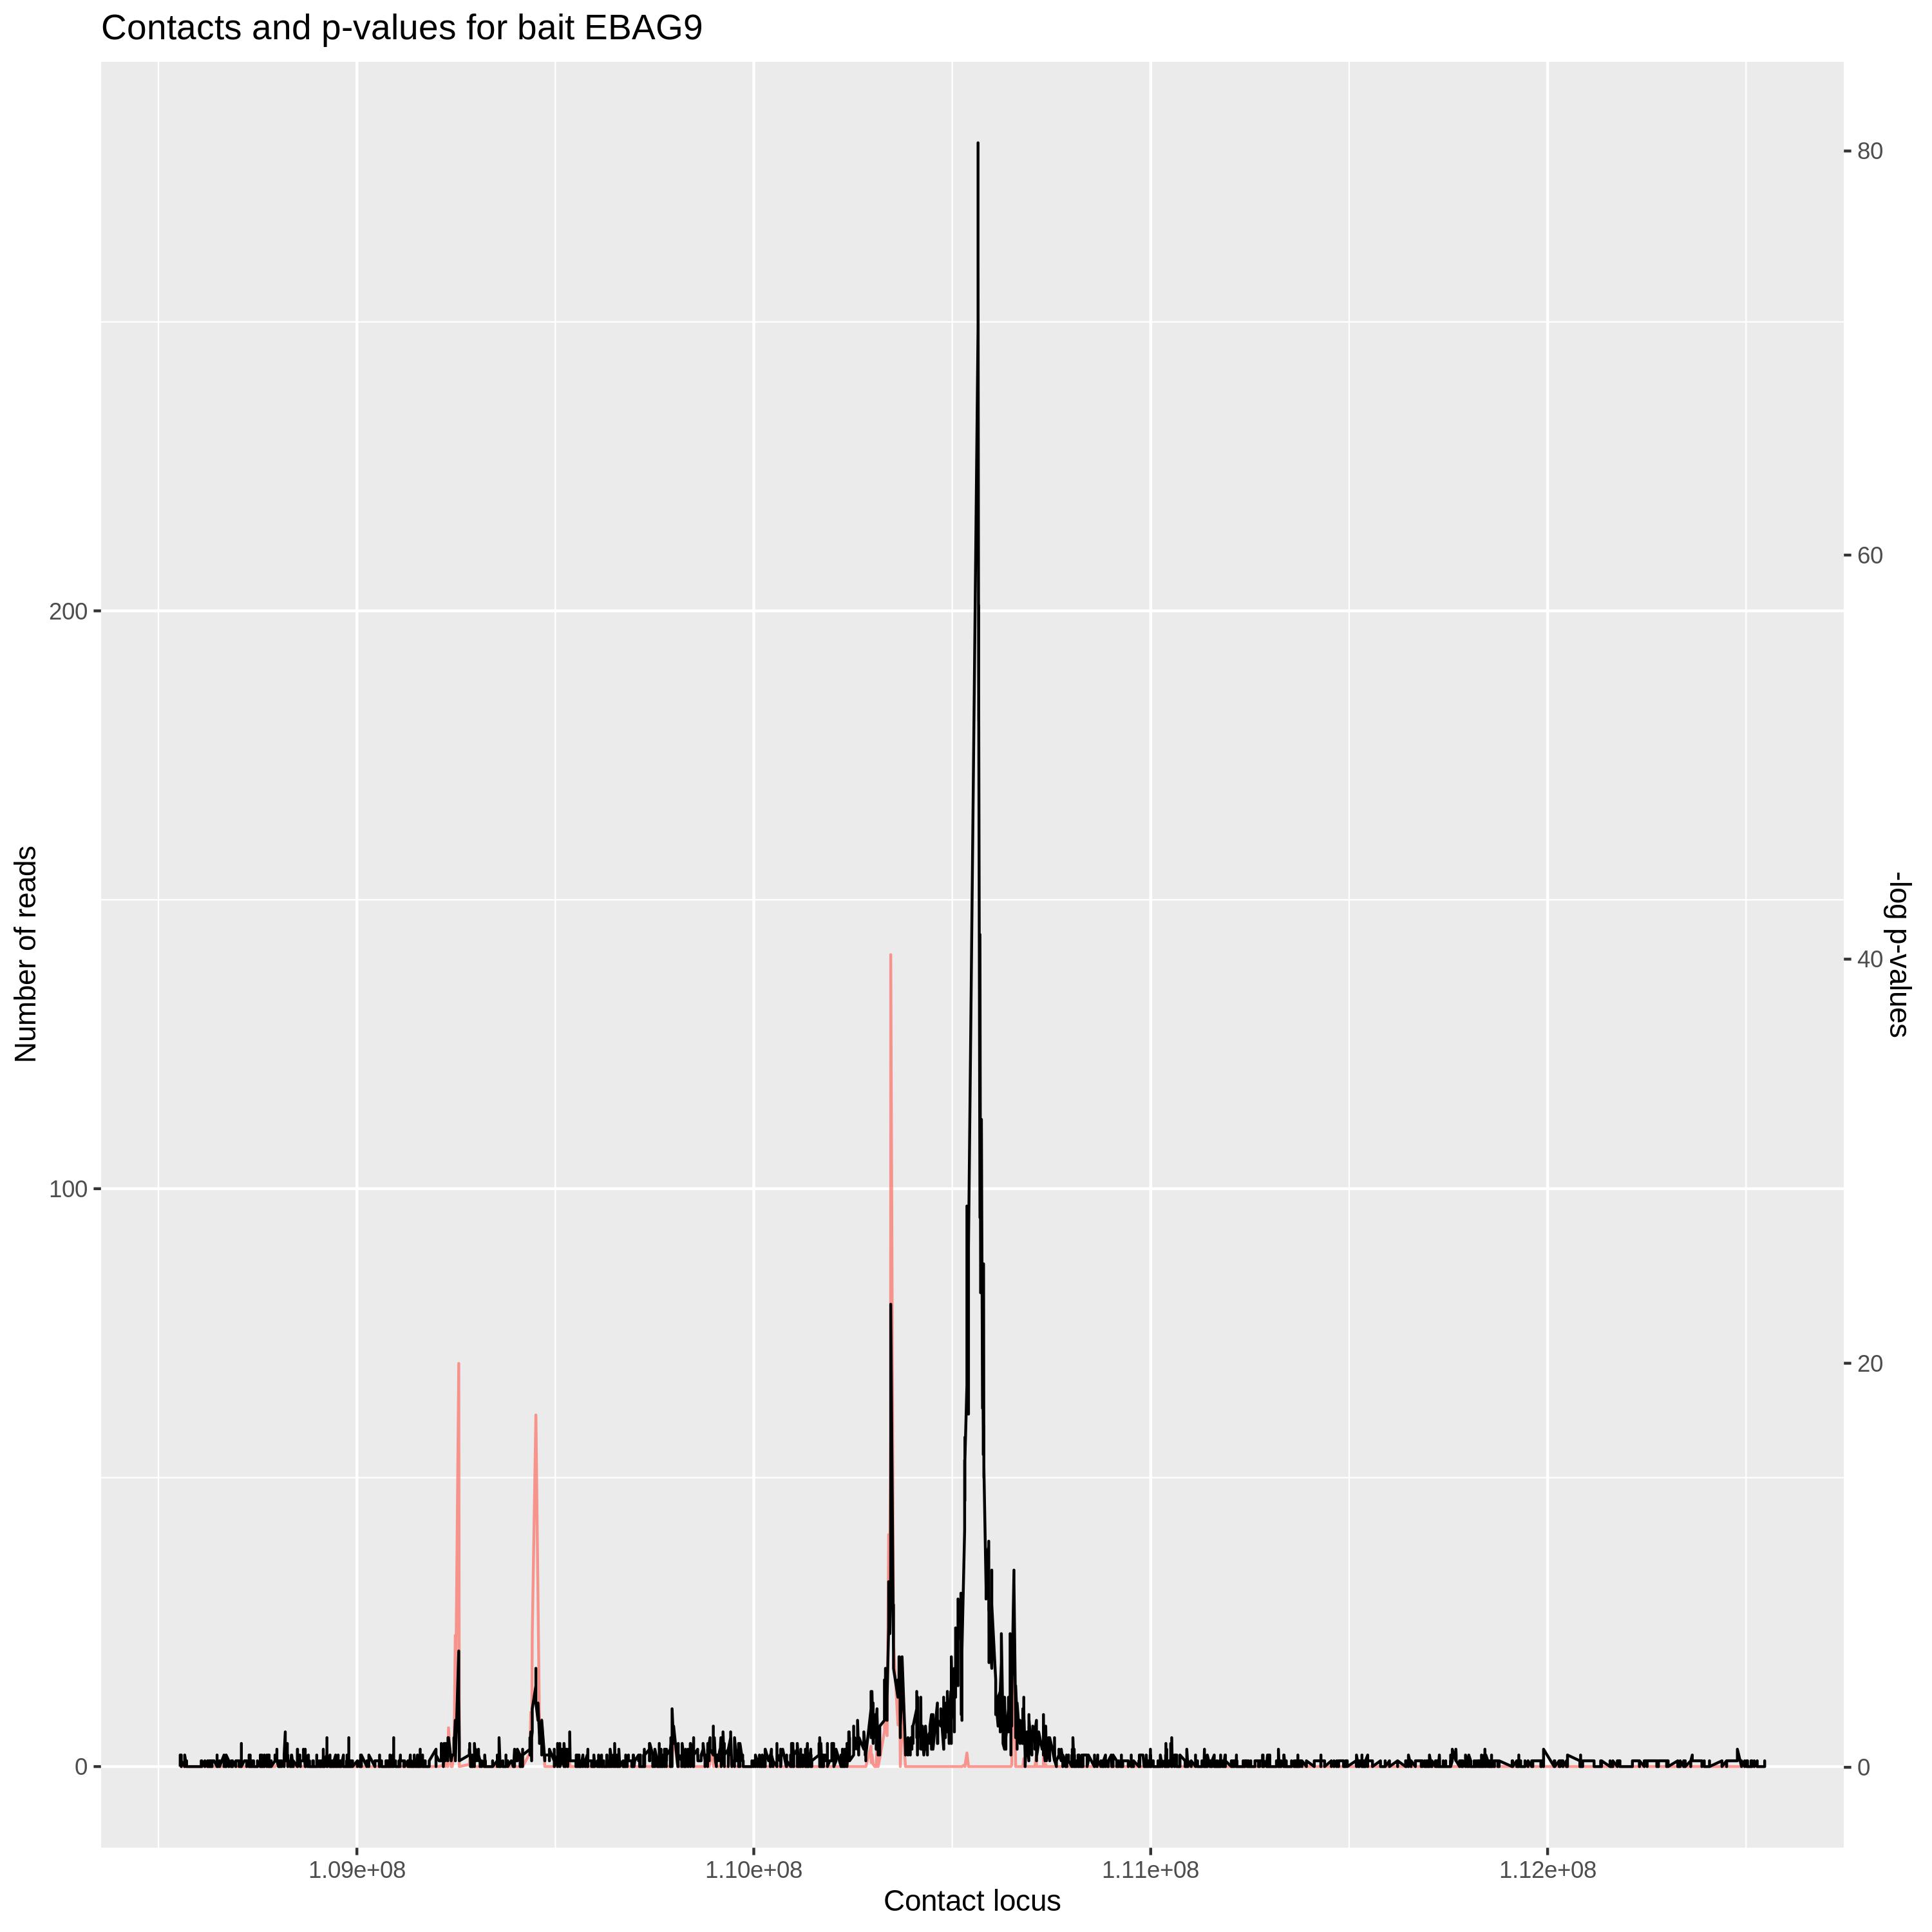 Contacts and p-values for bait EBAG9
80
60
200
Number of reads
-log p-values
40
100
20
0
0
1.09e+08
1.10e+08
1.11e+08
1.12e+08
Contact locus